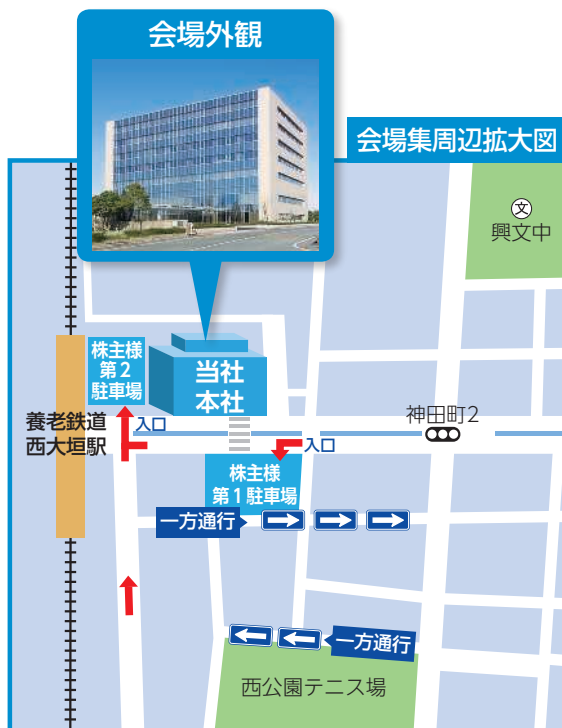 会場外観
会場集周辺拡大図
文
興文中
株主様
第2
駐車場
当社
本社
養老鉄道
西大垣駅
入口
神田町2
入口
株主様
第1駐車場
一方通行
一方通行
西公園テニス場